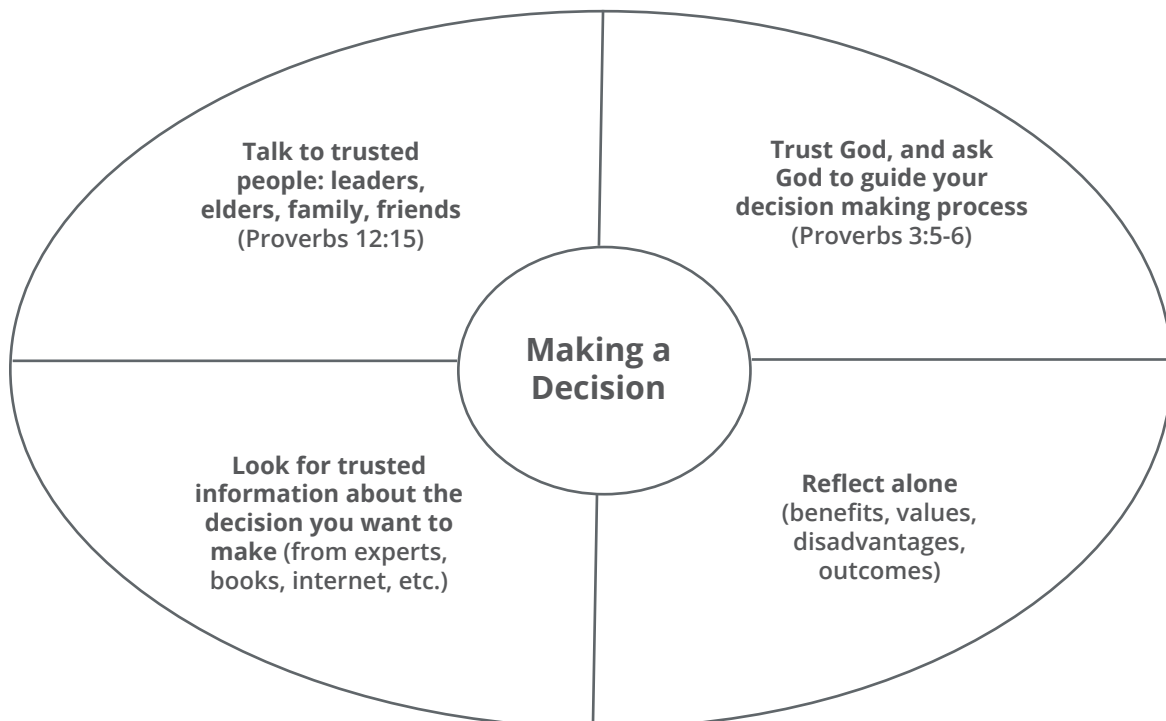 Talk to trusted
people: leaders,
elders, family, friends
(Proverbs 12:15)
Trust God, and ask
God to guide your
decision making process
(Proverbs 3:5-6)
Making a
Decision
Look for trusted
information about the
decision you want to
make (from experts,
books, internet, etc.)
Reflect alone
(benefits, values,
disadvantages,
outcomes)